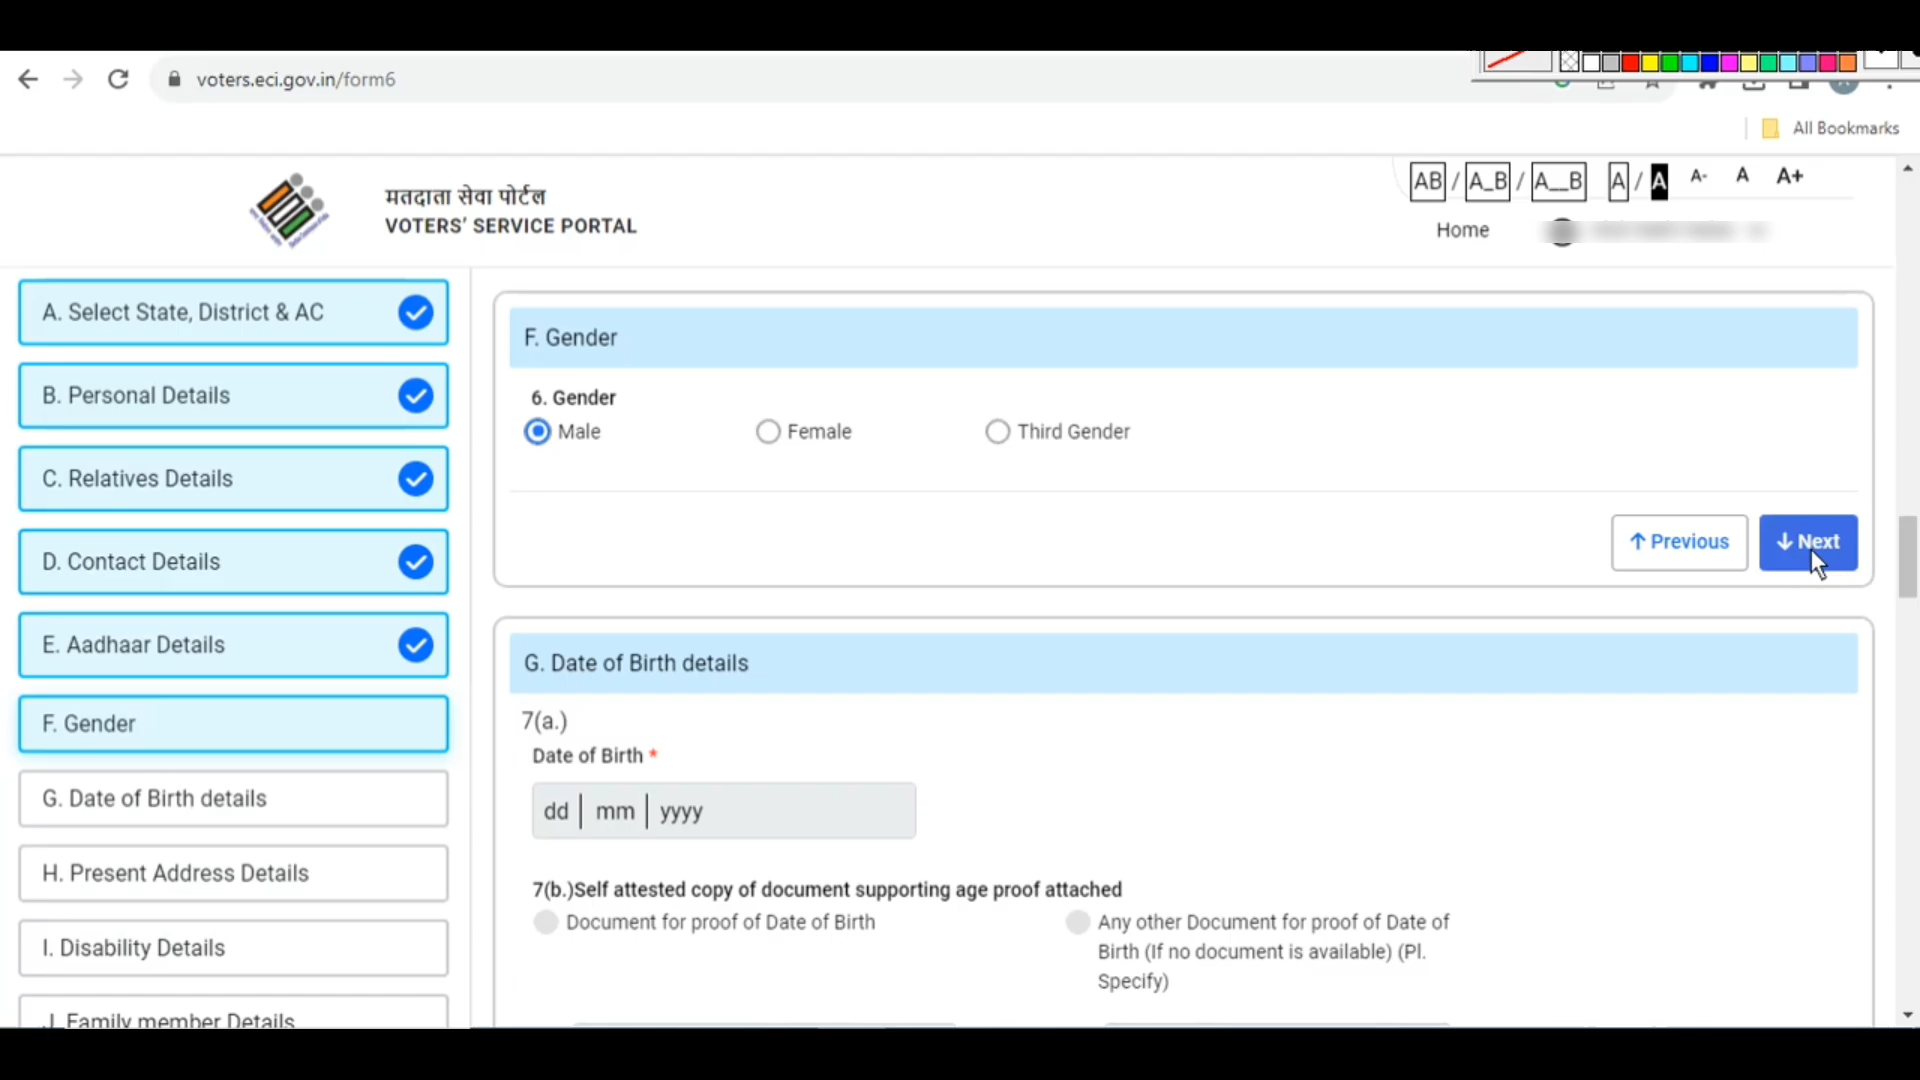 voters.eci.gov.in/form6
All Bookmarks
मतदाता सेवा पोर्टल
VOTERS' SERVICE PORTAL
AB / A_B / A__B A / A A- A A+
Home
A. Select State, District & AC
B. Personal Details
C. Relatives Details
D. Contact Details
E. Aadhaar Details
F. Gender
G. Date of Birth details
H. Present Address Details
I. Disability Details
J. Family member Details
F. Gender
6. Gender
Male Female Third Gender
Previous Next
G. Date of Birth details
7(a.)
Date of Birth *
dd | mm | yyyy
7(b.)Self attested copy of document supporting age proof attached
Document for proof of Date of Birth
Any other Document for proof of Date of
Birth (If no document is available) (Pl.
Specify)